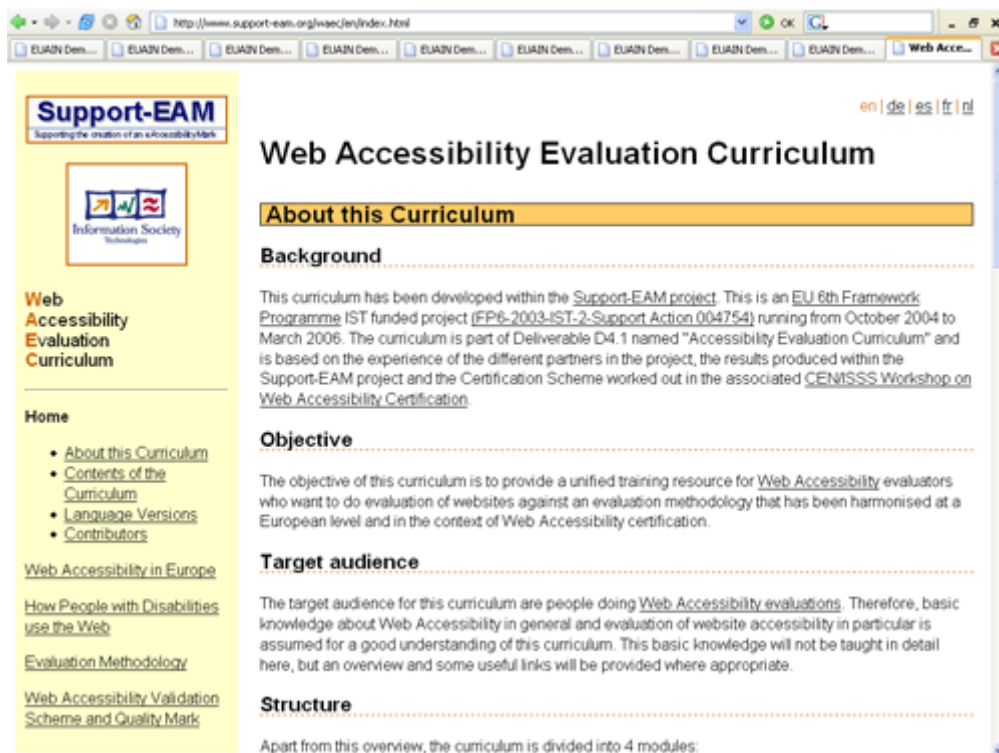 http://www.support-eam.org/waec/en/index.html
OK
EUAIN Dem... EUAIN Dem... EUAIN Dem... EUAIN Dem... EUAIN Dem... EUAIN Dem... EUAIN Dem... EUAIN Dem... EUAIN Dem... Web Acce...
Support-EAM
Supporting the creation of an eAccessibility Mark
Information Society
Technologies
Web
Accessibility
Evaluation
Curriculum
Home
• About this Curriculum
• Contents of the
Curriculum
• Language Versions
• Contributors
Web Accessibility in Europe
How People with Disabilities
use the Web
Evaluation Methodology
Web Accessibility Validation
Scheme and Quality Mark
en | de | es | fr | nl
Web Accessibility Evaluation Curriculum
About this Curriculum
Background
This curriculum has been developed within the Support-EAM project. This is an EU 6th Framework
Programme IST funded project (FP6-2003-IST-2-Support Action 004754) running from October 2004 to
March 2006. The curriculum is part of Deliverable D4.1 named "Accessibility Evaluation Curriculum" and
is based on the experience of the different partners in the project, the results produced within the
Support-EAM project and the Certification Scheme worked out in the associated CEN/ISSS Workshop on
Web Accessibility Certification.
Objective
The objective of this curriculum is to provide a unified training resource for Web Accessibility evaluators
who want to do evaluation of websites against an evaluation methodology that has been harmonised at a
European level and in the context of Web Accessibility certification.
Target audience
The target audience for this curriculum are people doing Web Accessibility evaluations. Therefore, basic
knowledge about Web Accessibility in general and evaluation of website accessibility in particular is
assumed for a good understanding of this curriculum. This basic knowledge will not be taught in detail
here, but an overview and some useful links will be provided where appropriate.
Structure
Apart from this overview, the curriculum is divided into 4 modules: